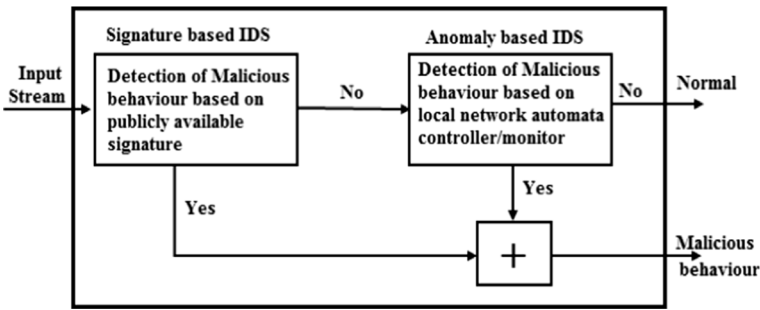 Signature based IDS
Anomaly based IDS
Input
Stream
Detection of Malicious
behaviour based on
publicly available
signature
No
Detection of Malicious
behaviour based on
local network automata
controller/monitor
No
Normal
Yes
Yes
+
Malicious
behaviour